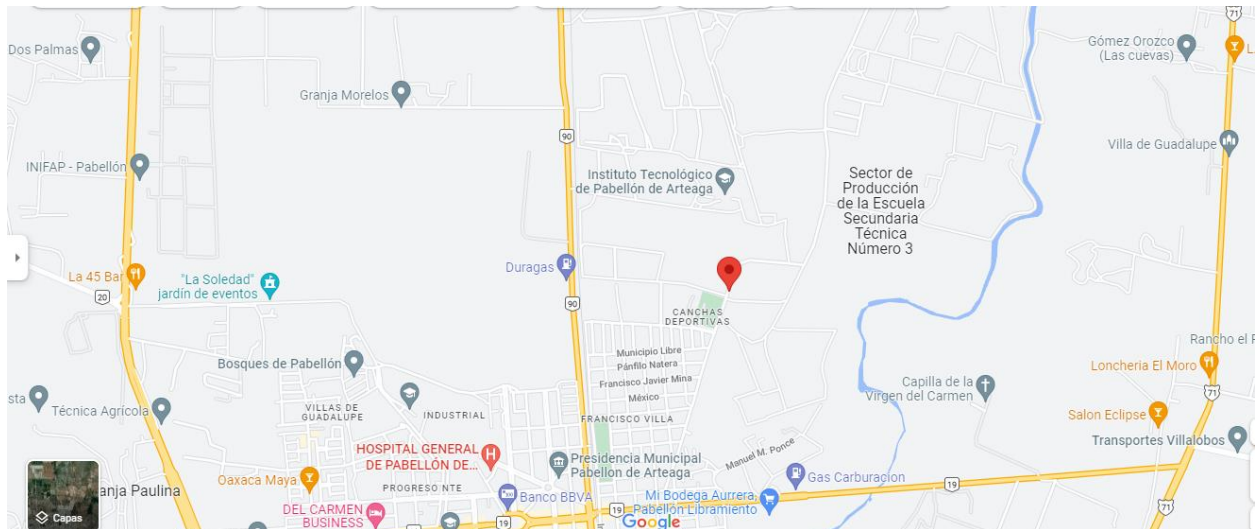 71
Dos Palmas
Gómez Orozco
(Las cuevas)
Granja Morelos
90
Villa de Guadalupe
INIFAP - Pabellón
Instituto Tecnológico
de Pabellón de Arteaga
Sector de
Producción
de la Escuela
Secundaria
Técnica
Número 3
La 45 Bar
20
"La Soledad"
jardín de eventos
Duragas
90
CANCHAS
DEPORTIVAS
Rancho el
Municipio Libre
Pánfilo Natera
Francisco Javier Mina
México
Bosques de Pabellón
Loncheria El Moro
71
Capilla de la
Virgen del Carmen
sta
Técnica Agrícola
VILLAS DE
GUADALUPE
INDUSTRIAL
FRANCISCO VILLA
Salon Eclipse
Transportes Villalobos
HOSPITAL GENERAL
DE PABELLÓN DE...
Presidencia Municipal
Pabellón de Arteaga
Manuel M. Ponce
Gas Carburacion
19
Oaxaca Maya
PROGRESO NTE
anja Paulina
Banco BBVA
Mi Bodega Aurrera,
Pabellón Libramiento
DEL CARMEN
BUSINESS
19
19
Google
71
Capas